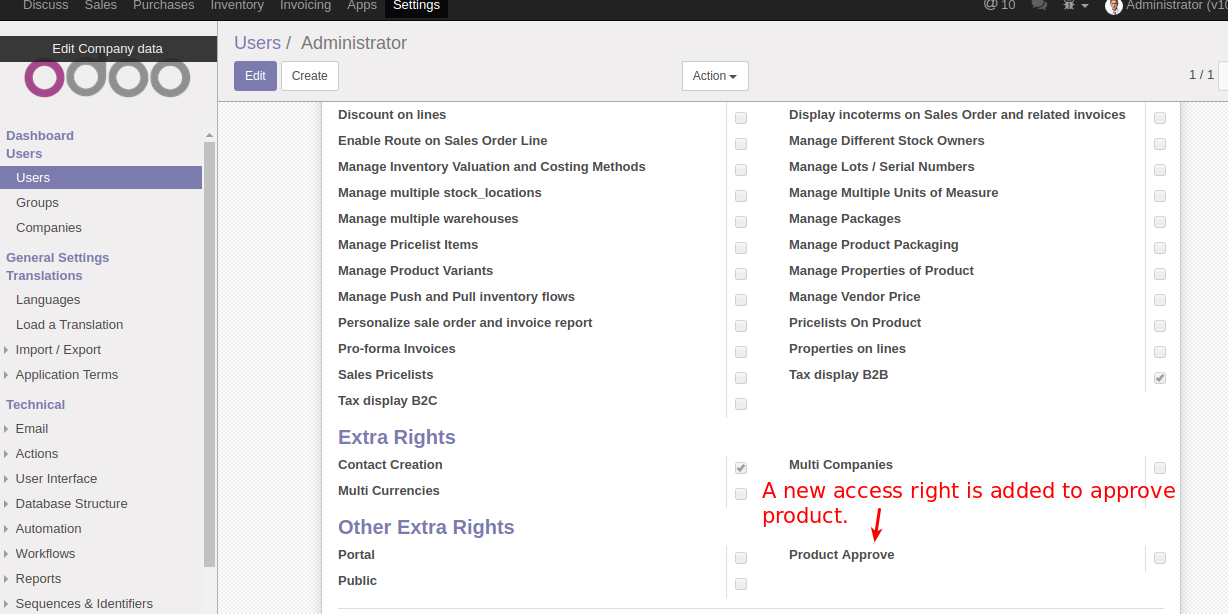 Discuss Sales Purchases Inventory Invoicing Apps Settings @ 10 Administrator (v10
Edit Company data
odoo
Users / Administrator
Edit Create Action 1 / 1
Dashboard
Users
Users
Groups
Companies
General Settings
Translations
Languages
Load a Translation
Import / Export
Application Terms
Technical
Email
Actions
User Interface
Database Structure
Automation
Workflows
Reports
Sequences & Identifiers
Discount on lines Display incoterms on Sales Order and related invoices
Enable Route on Sales Order Line Manage Different Stock Owners
Manage Inventory Valuation and Costing Methods Manage Lots / Serial Numbers
Manage multiple stock_locations Manage Multiple Units of Measure
Manage multiple warehouses Manage Packages
Manage Pricelist Items Manage Product Packaging
Manage Product Variants Manage Properties of Product
Manage Push and Pull inventory flows Manage Vendor Price
Personalize sale order and invoice report Pricelists On Product
Pro-forma Invoices Properties on lines
Sales Pricelists Tax display B2B
Tax display B2C
Extra Rights
Contact Creation Multi Companies
Multi Currencies
A new access right is added to approve
product.
Other Extra Rights
Portal Product Approve
Public